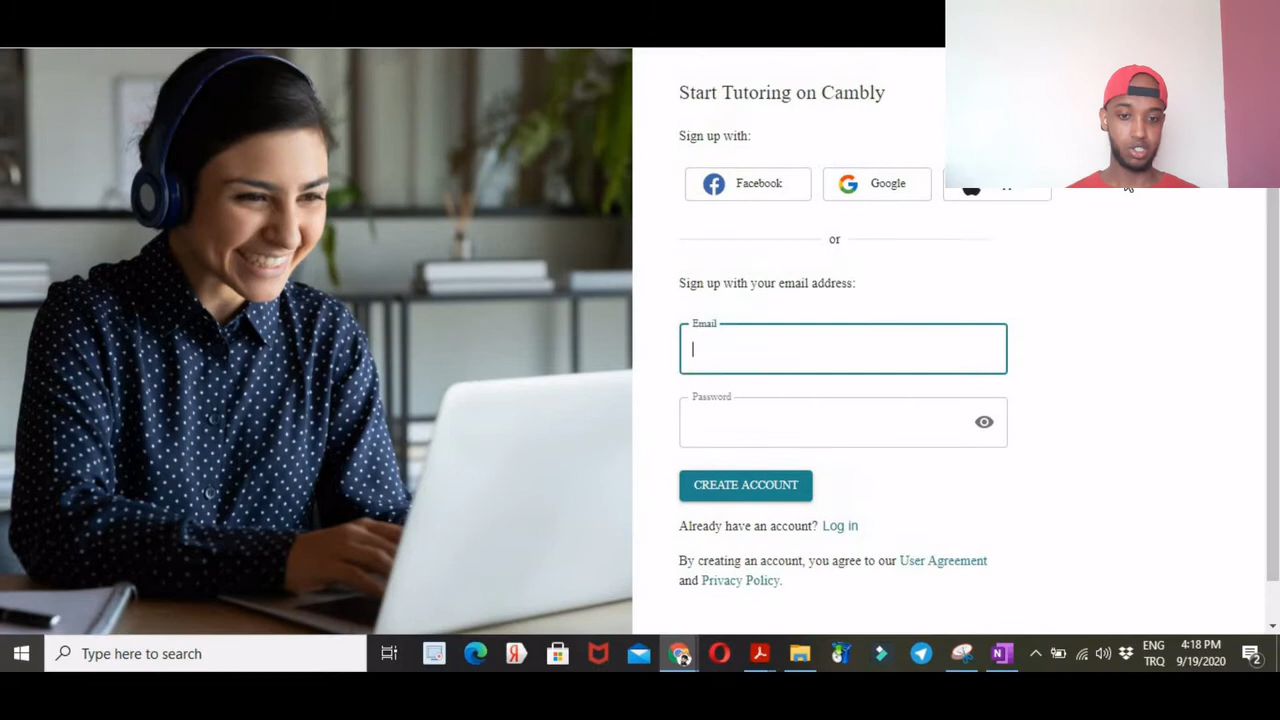 Start Tutoring on Cambly
Sign up with:
Facebook
Google
or
Sign up with your email address:
Email
Password
CREATE ACCOUNT
Already have an account? Log in
By creating an account, you agree to our User Agreement
and Privacy Policy.
Type here to search
ENG
TRQ
4:18 PM
9/19/2020
2